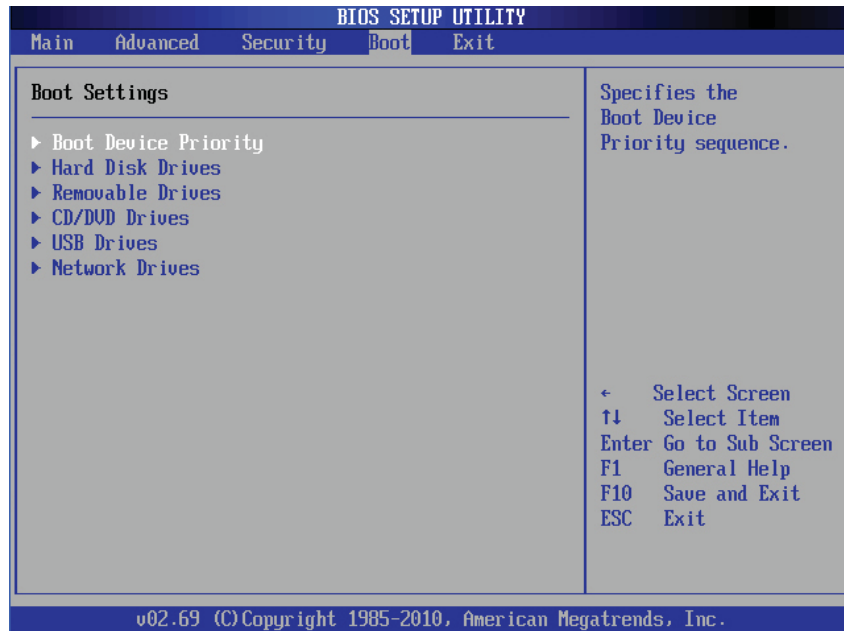 BIOS SETUP UTILITY
Main Advanced Security Boot Exit
Boot Settings
▶ Boot Device Priority
▶ Hard Disk Drives
▶ Removable Drives
▶ CD/DVD Drives
▶ USB Drives
▶ Network Drives
Specifies the
Boot Device
Priority sequence.
← Select Screen
↑↓ Select Item
Enter Go to Sub Screen
F1 General Help
F10 Save and Exit
ESC Exit
v02.69 (C)Copyright 1985-2010, American Megatrends, Inc.